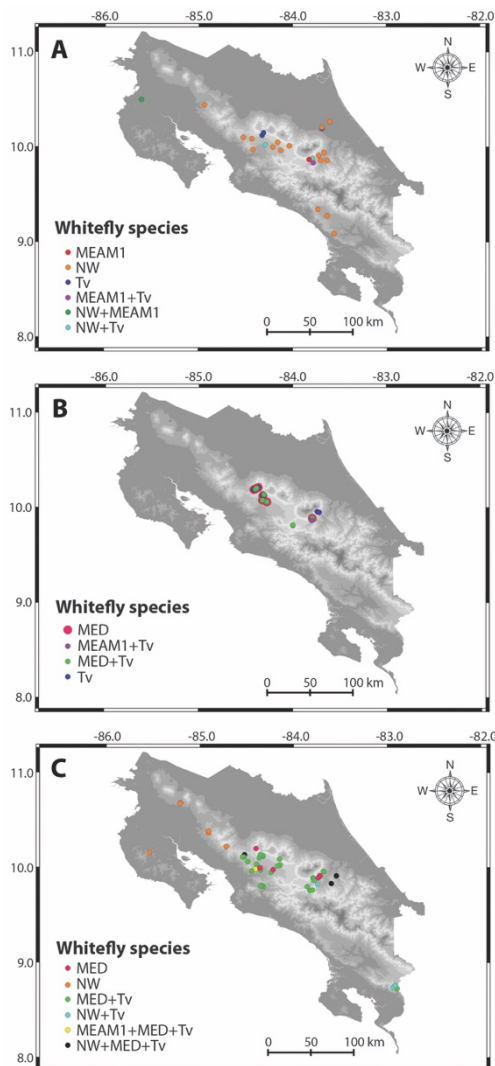 -86.0 -85.0 -84.0 -83.0 -82.0
11.0
A
N
W E
S
10.0
9.0
Whitefly species
MEAM1
NW
Tv
MEAM1+Tv
NW+MEAM1
NW+Tv
0 50 100 km
8.0
-86.0 -85.0 -84.0 -83.0 -82.0
11.0
B
N
W E
S
10.0
9.0
Whitefly species
MED
MEAM1+Tv
MED+Tv
Tv
0 50 100 km
8.0
-86.0 -85.0 -84.0 -83.0 -82.0
11.0
C
N
W E
S
10.0
9.0
Whitefly species
MED
NW
MED+Tv
NW+Tv
MEAM1+MED+Tv
NW+MED+Tv
0 50 100 km
8.0